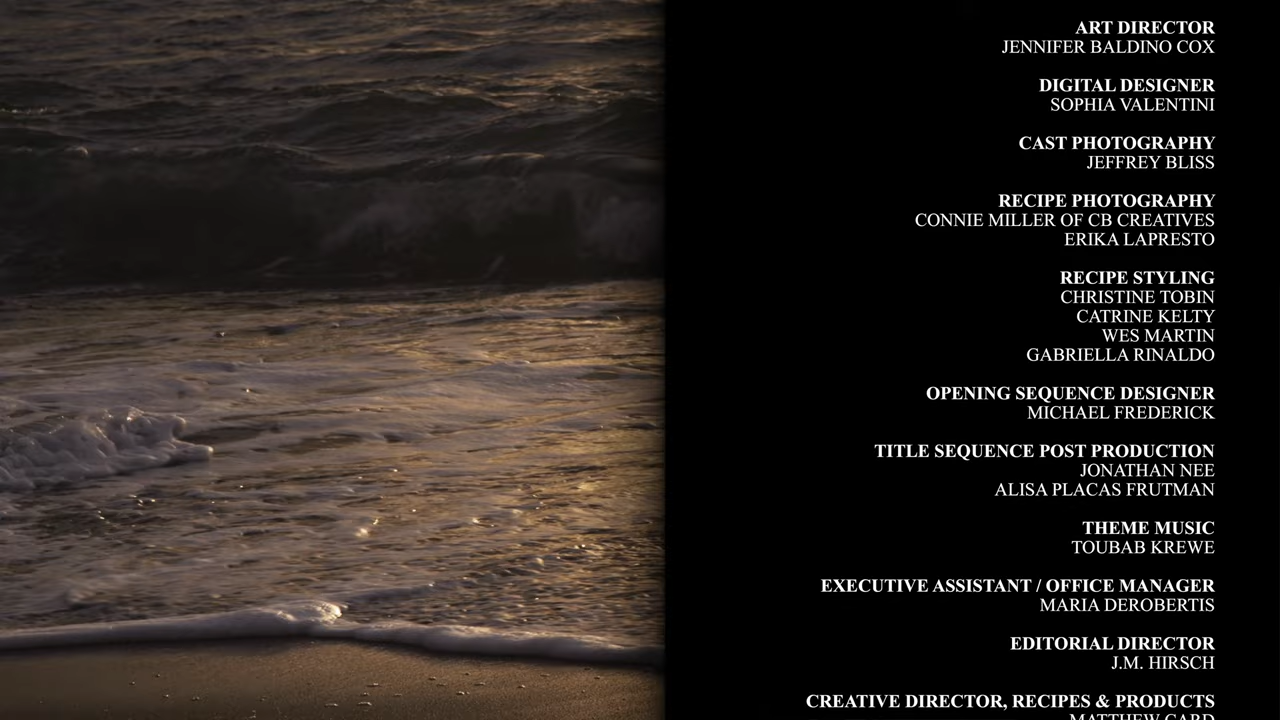 ART DIRECTOR
JENNIFER BALDINO COX
DIGITAL DESIGNER
SOPHIA VALENTINI
CAST PHOTOGRAPHY
JEFFREY BLISS
RECIPE PHOTOGRAPHY
CONNIE MILLER OF CB CREATIVES
ERIKA LAPRESTO
RECIPE STYLING
CHRISTINE TOBIN
CATRINE KELTY
WES MARTIN
GABRIELLA RINALDO
OPENING SEQUENCE DESIGNER
MICHAEL FREDERICK
TITLE SEQUENCE POST PRODUCTION
JONATHAN NEE
ALISA PLACAS FRUTMAN
THEME MUSIC
TOUBAB KREWE
EXECUTIVE ASSISTANT / OFFICE MANAGER
MARIA DEROBERTIS
EDITORIAL DIRECTOR
J.M. HIRSCH
CREATIVE DIRECTOR, RECIPES & PRODUCTS
MATTHEW CARD